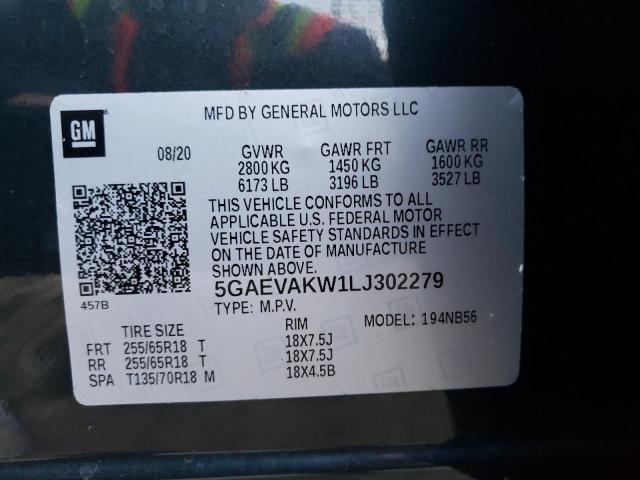 MFD BY GENERAL MOTORS LLC
GM
08/20 GVWR GAWR FRT GAWR RR
2800 KG 1450 KG 1600 KG
6173 LB 3196 LB 3527 LB
THIS VEHICLE CONFORMS TO ALL
APPLICABLE U.S. FEDERAL MOTOR
VEHICLE SAFETY STANDARDS IN EFFECT
ON THE DATE OF MANUFACTURE
SHOWN ABOVE.
457B
5GAEVAKW1LJ302279
TYPE: M.P.V. MODEL: 194NB56
TIRE SIZE RIM
FRT 255/65R18 T 18X7.5J
RR 255/65R18 T 18X7.5J
SPA T135/70R18 M 18X4.5B